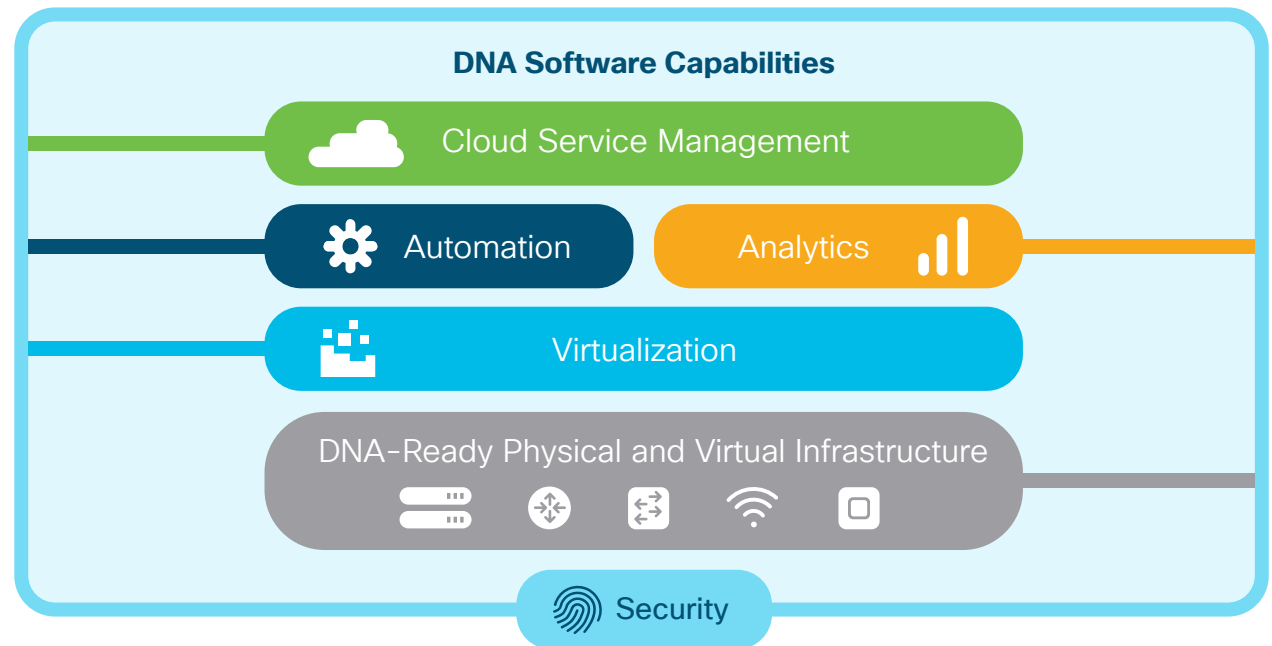 DNA Software Capabilities
Cloud Service Management
Automation
Analytics
Virtualization
DNA-Ready Physical and Virtual Infrastructure
Security